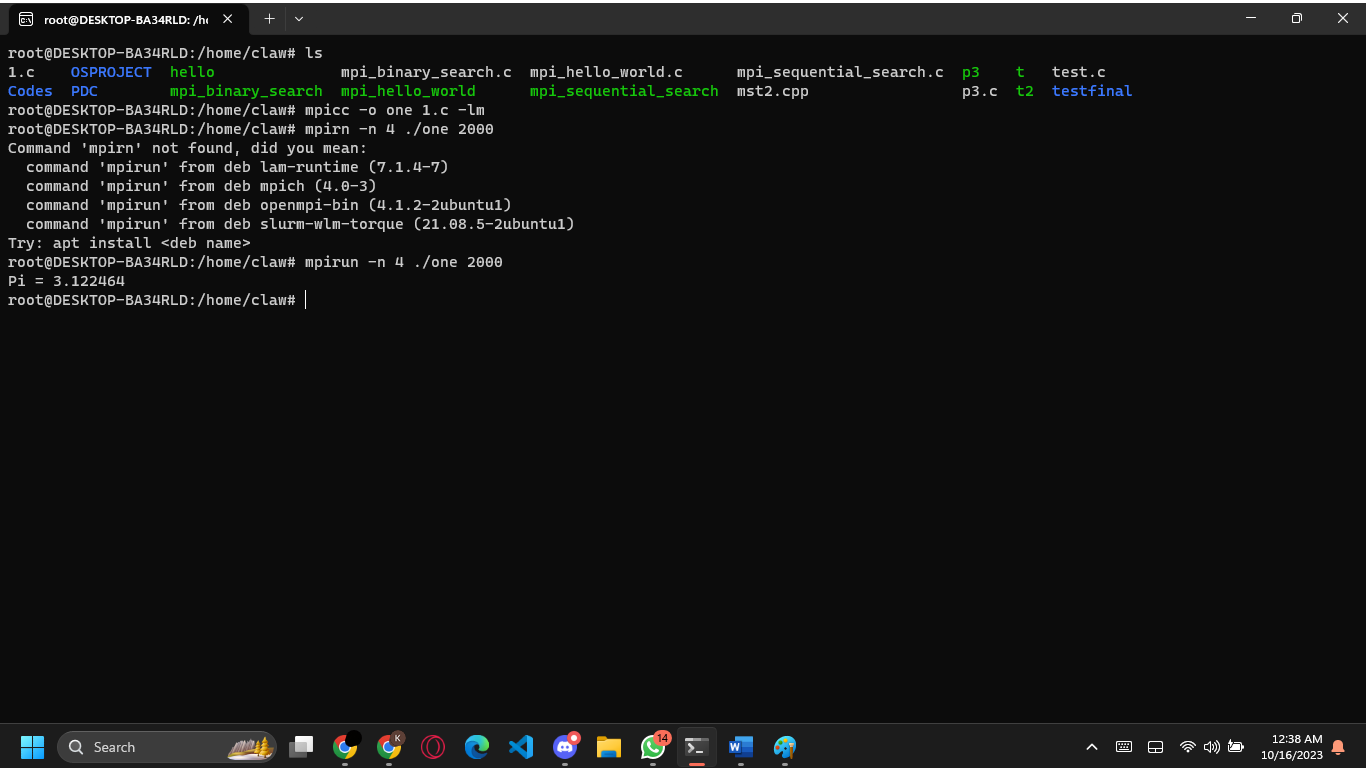 root@DESKTOP-BA34RLD: /h
root@DESKTOP-BA34RLD:/home/claw# ls
1.c OSPROJECT hello mpi_binary_search.c mpi_hello_world.c mpi_sequential_search.c p3 t test.c
Codes PDC mpi_binary_search mpi_hello_world mpi_sequential_search mst2.cpp p3.c t2 testfinal
root@DESKTOP-BA34RLD:/home/claw# mpicc -o one 1.c -lm
root@DESKTOP-BA34RLD:/home/claw# mpirn -n 4 ./one 2000
Command 'mpirn' not found, did you mean:
command 'mpirun' from deb lam-runtime (7.1.4-7)
command 'mpirun' from deb mpich (4.0-3)
command 'mpirun' from deb openmpi-bin (4.1.2-2ubuntu1)
command 'mpirun' from deb slurm-wlm-torque (21.08.5-2ubuntu1)
Try: apt install <deb name>
root@DESKTOP-BA34RLD:/home/claw# mpirun -n 4 ./one 2000
Pi = 3.122464
root@DESKTOP-BA34RLD:/home/claw#
Search
K
14
12:38 AM
10/16/2023